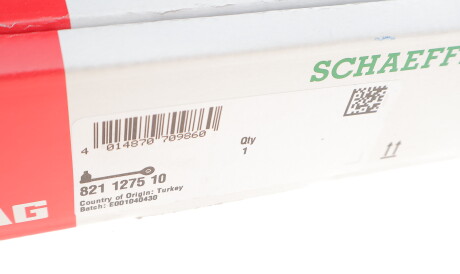 SCHAEFF
4 014870 709860
Qty
1
821 1275 10
Country of Origin: Turkey
Batch: E001040430
AG